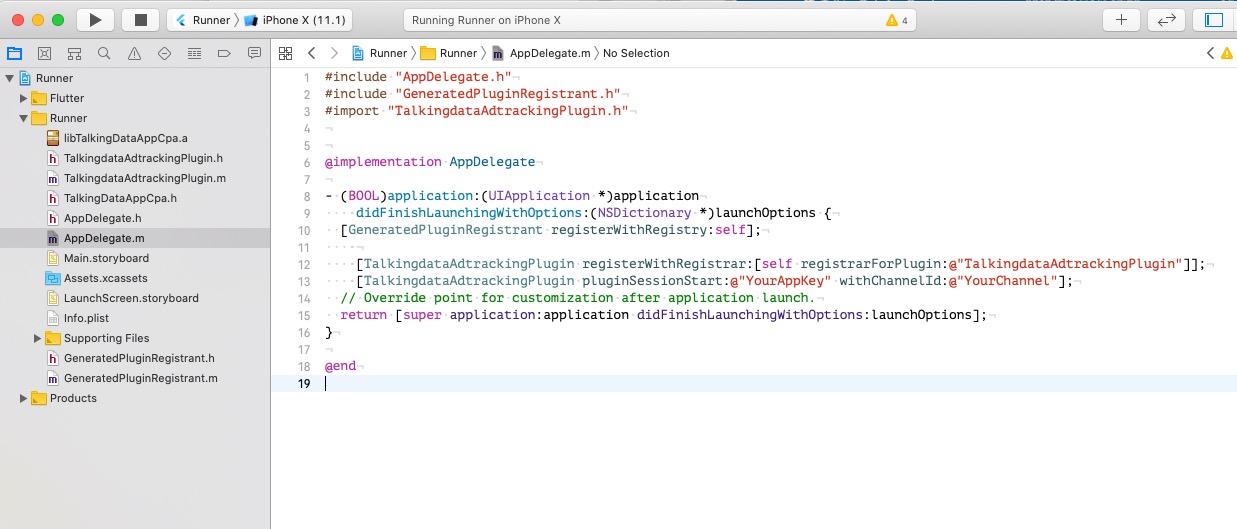 Runner iPhone X (11.1)
Running Runner on iPhone X
4
Runner Runner AppDelegate.m No Selection
Runner
Flutter
Runner
libTalkingDataAppCpa.a
TalkingdataAdtrackingPlugin.h
TalkingdataAdtrackingPlugin.m
TalkingDataAppCpa.h
AppDelegate.h
AppDelegate.m
Main.storyboard
Assets.xcassets
LaunchScreen.storyboard
Info.plist
Supporting Files
GeneratedPluginRegistrant.h
GeneratedPluginRegistrant.m
Products
1 #include "AppDelegate.h"
2 #include "GeneratedPluginRegistrant.h"
3 #import "TalkingdataAdtrackingPlugin.h"
4
5
6 @implementation AppDelegate
7
8 - (BOOL)application:(UIApplication *)application
9     didFinishLaunchingWithOptions:(NSDictionary *)launchOptions {
10   [GeneratedPluginRegistrant registerWithRegistry:self];
11
12     [TalkingdataAdtrackingPlugin registerWithRegistrar:[self registrarForPlugin:@"TalkingdataAdtrackingPlugin"]];
13     [TalkingdataAdtrackingPlugin pluginSessionStart:@"YourAppKey" withChannelId:@"YourChannel"];
14   // Override point for customization after application launch.
15   return [super application:application didFinishLaunchingWithOptions:launchOptions];
16 }
17
18 @end
19